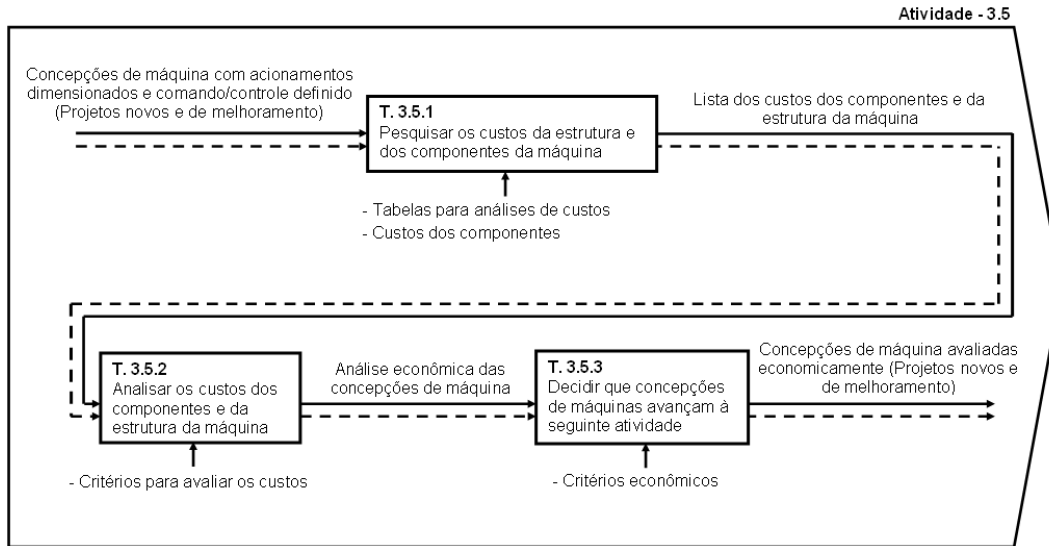 Atividade - 3.5
Concepções de máquina com acionamentos
dimensionados e comando/controle definido
(Projetos novos e de melhoramento)
T. 3.5.1
Pesquisar os custos da estrutura e
dos componentes da máquina
Lista dos custos dos componentes e da
estrutura da máquina
- Tabelas para análises de custos
- Custos dos componentes
T. 3.5.2
Analisar os custos dos
componentes e da
estrutura da máquina
Análise econômica das
concepções de máquina
T. 3.5.3
Decidir que concepções
de máquinas avançam à
seguinte atividade
Concepções de máquina avaliadas
economicamente (Projetos novos e
de melhoramento)
- Critérios para avaliar os custos
- Critérios econômicos